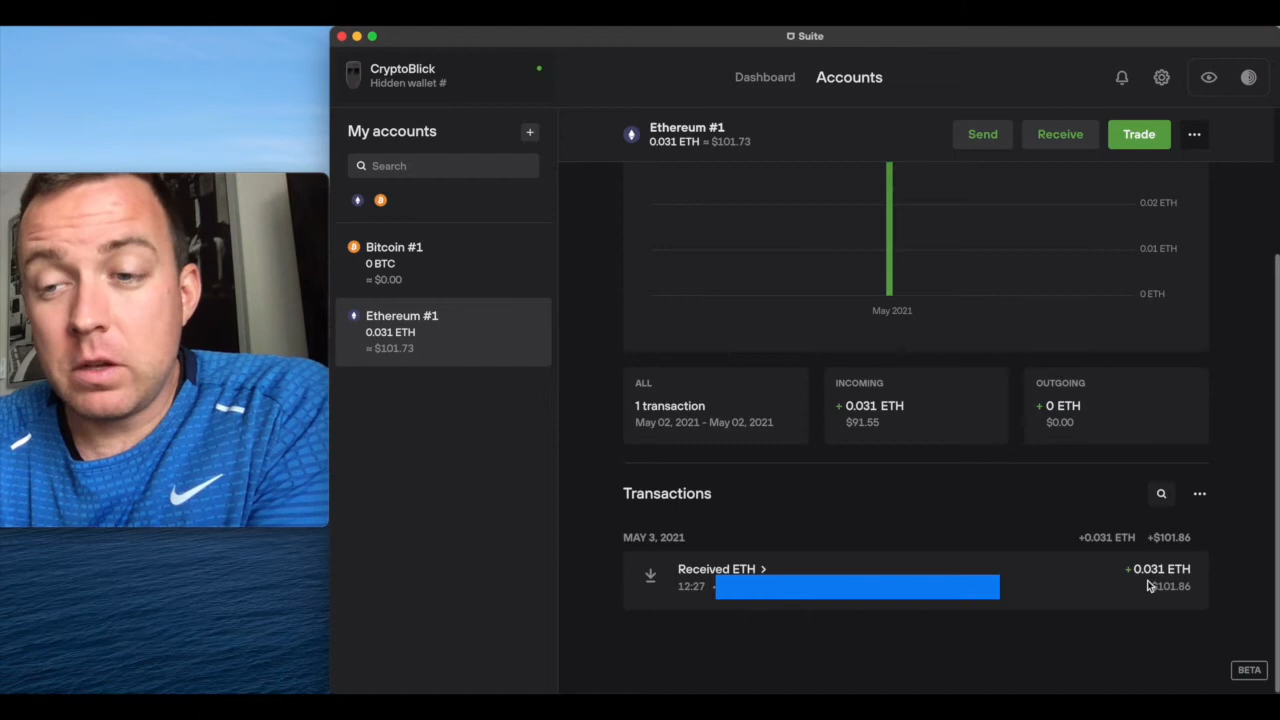 Suite
CryptoBlick
Hidden wallet #
Dashboard
Accounts
My accounts
+
Search
Ethereum #1
0.031 ETH ≈ $101.73
Send
Receive
Trade
Bitcoin #1
0 BTC
≈ $0.00
Ethereum #1
0.031 ETH
≈ $101.73
0.02 ETH
0.01 ETH
0 ETH
May 2021
ALL
1 transaction
May 02, 2021 - May 02, 2021
INCOMING
+ 0.031 ETH
$91.55
OUTGOING
+ 0 ETH
$0.00
Transactions
MAY 3, 2021
+0.031 ETH +$101.86
Received ETH >
12:27
+ 0.031 ETH
$101.86
BETA